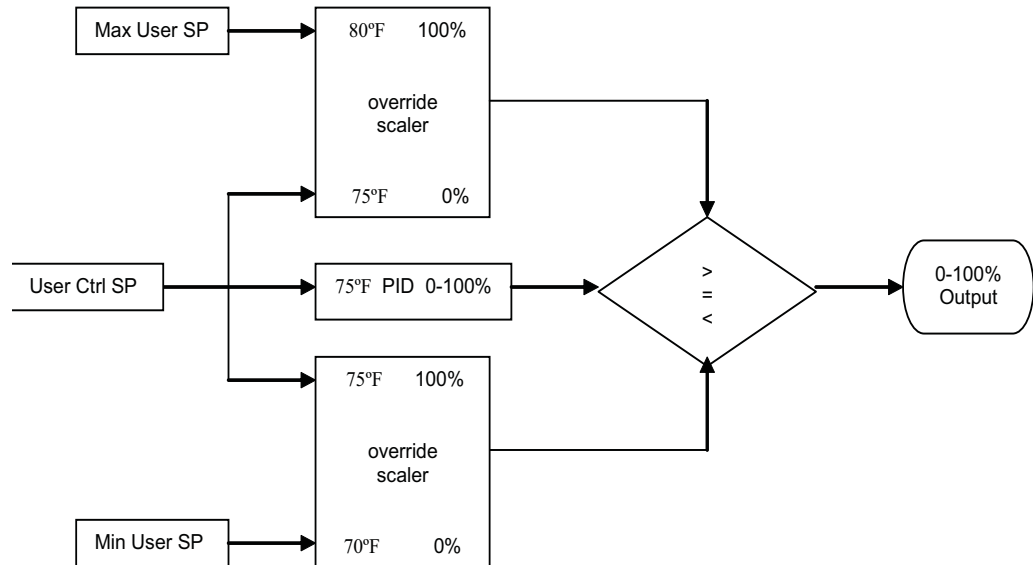 Max User SP
80ºF 100%
override
scaler
75ºF 0%
User Ctrl SP
75ºF PID 0-100%
>
=
<
0-100%
Output
75ºF 100%
override
scaler
Min User SP
70ºF 0%